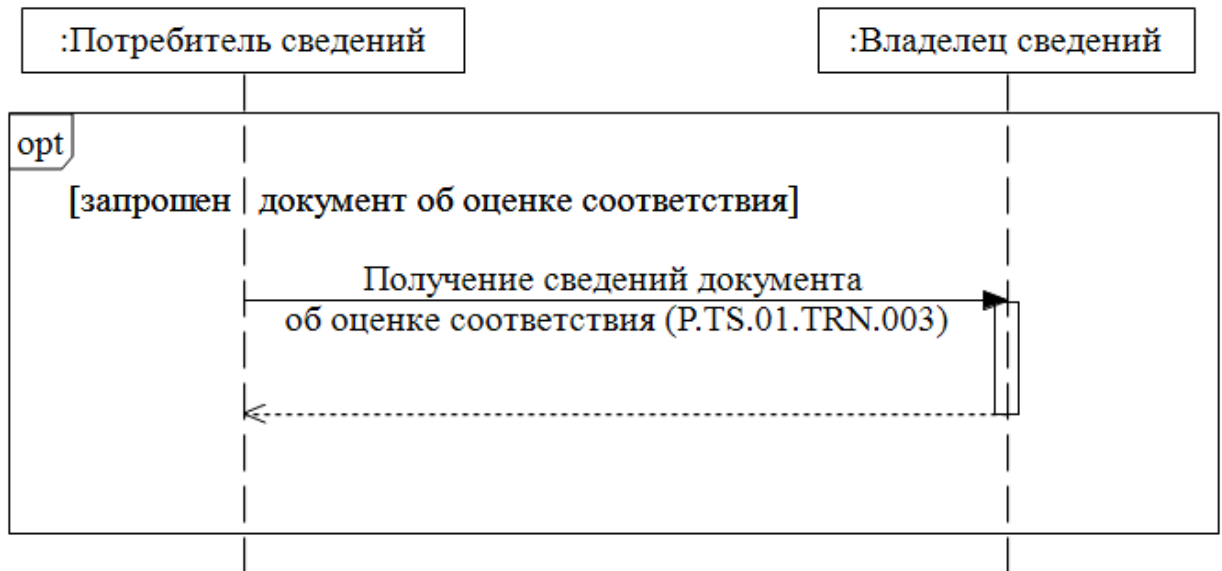 :Потребитель сведений
:Владелец сведений
opt
[запрошен документ об оценке соответствия]
Получение сведений документа
об оценке соответствия (P.TS.01.TRN.003)